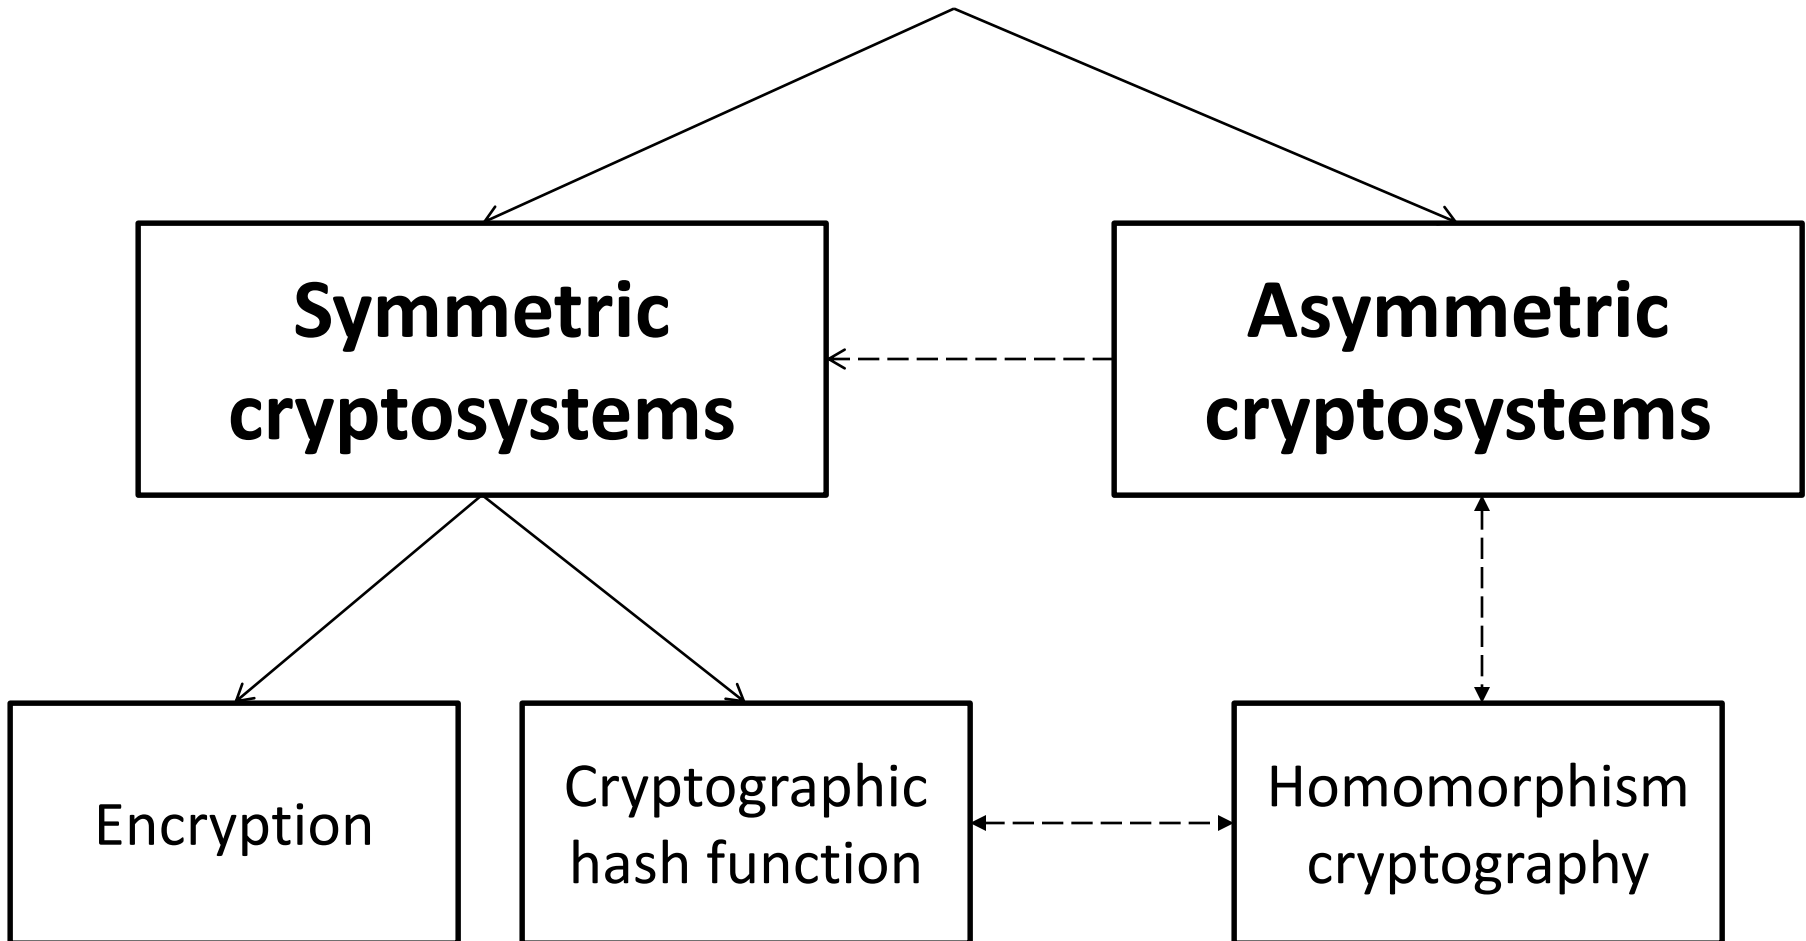 Symmetric
cryptosystems
Asymmetric
cryptosystems
Encryption
Cryptographic
hash function
Homomorphism
cryptography